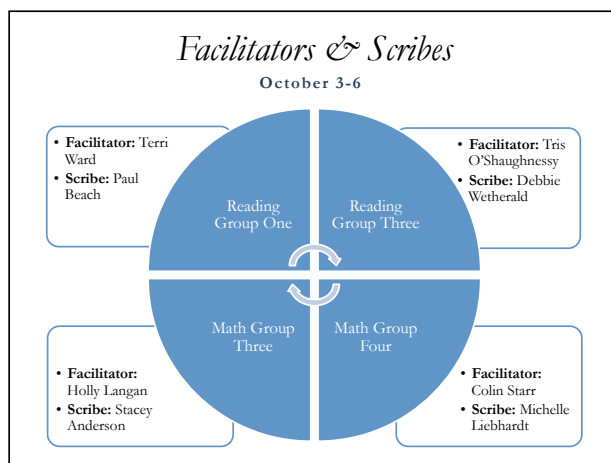 Facilitators & Scribes
October 3-6
• Facilitator: Terri
Ward
• Scribe: Paul
Beach
Reading
Group One
Reading
Group Three
• Facilitator: Tris
O'Shaughnessy
• Scribe: Debbie
Wetherald
• Facilitator:
Holly Langan
• Scribe: Stacey
Anderson
Math Group
Three
Math Group
Four
• Facilitator:
Colin Starr
• Scribe: Michelle
Liebhardt